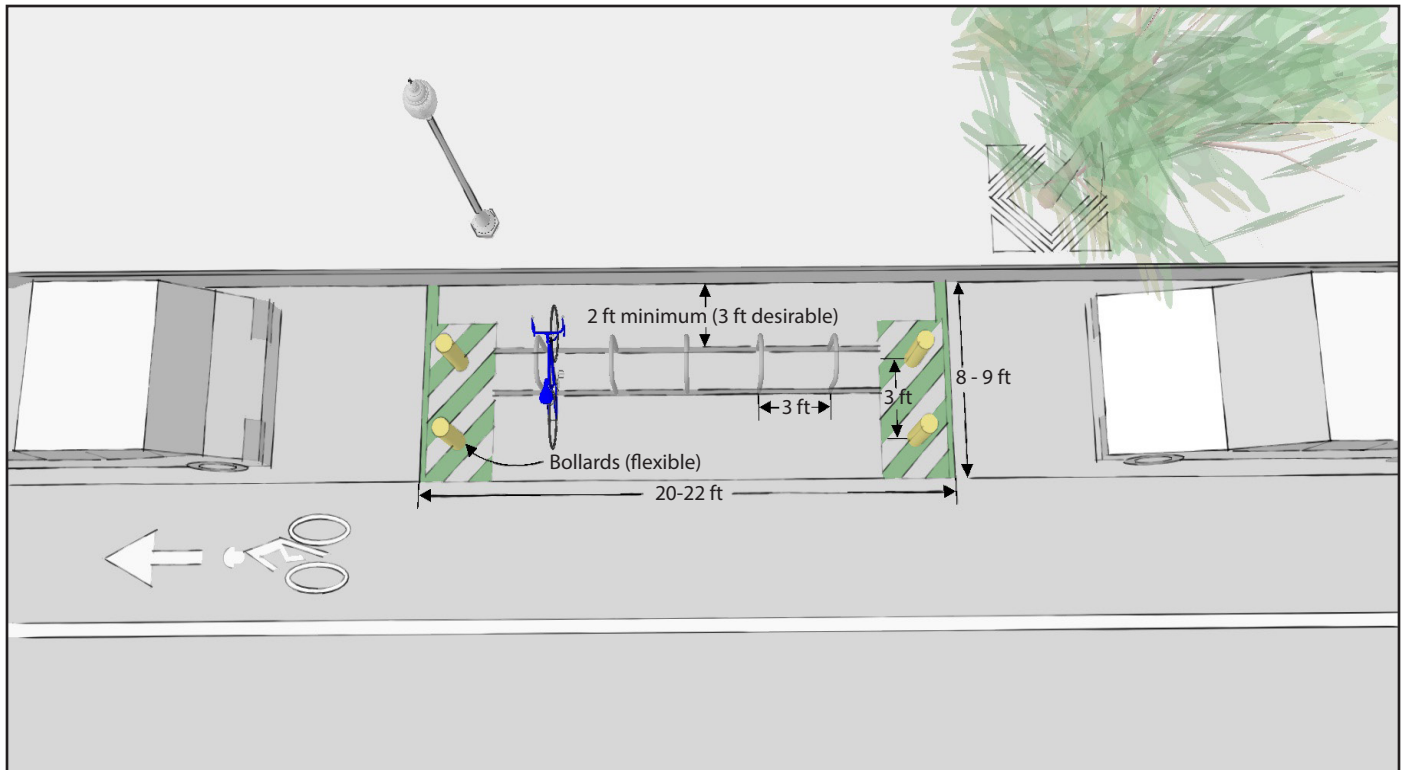 2 ft minimum (3 ft desirable)
8 - 9 ft
3 ft
3 ft
Bollards (flexible)
20-22 ft